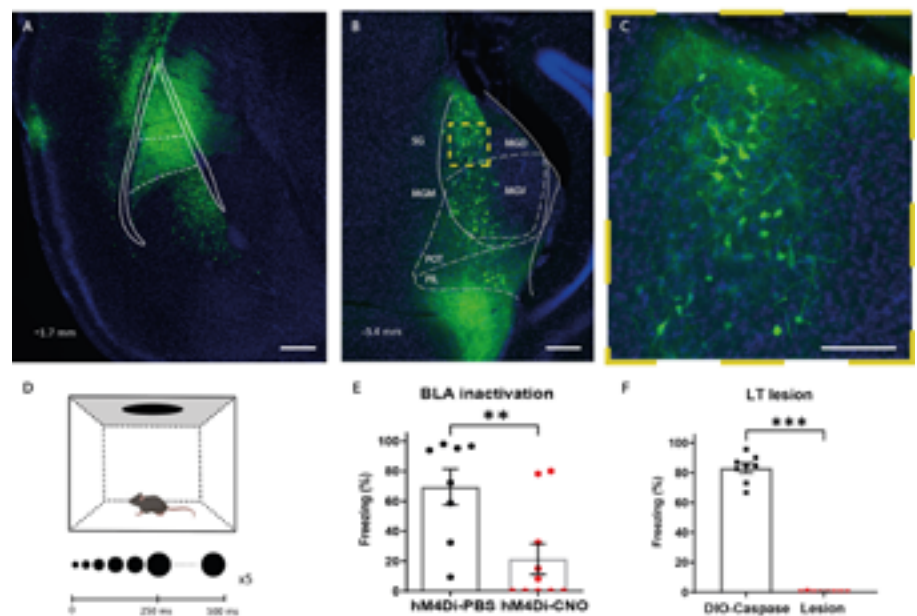 A
B
C
SG
MGD
MGM
MGV
POT
PIL
-1.7 mm
-3.4 mm
D
x5
0
250 ms
500 ms
E
BLA inactivation
**
Freezing (%)
100
80
60
40
20
0
hM4Di-PBS
hM4Di-CNO
F
LT lesion
***
Freezing (%)
100
80
60
40
20
0
DIO-Caspase
Lesion